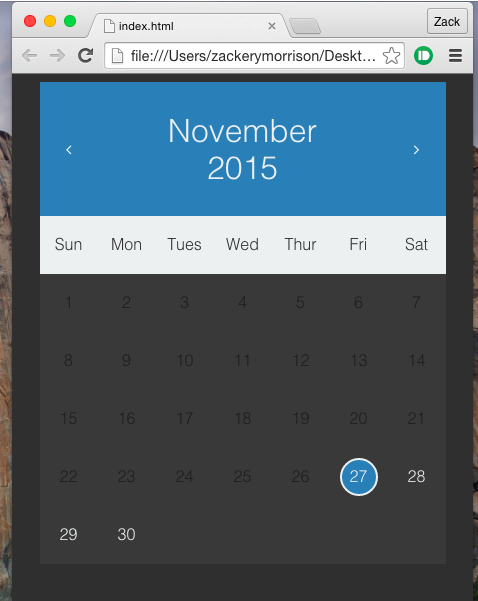 Zack
index.html
file:///Users/zackerymorrison/Deskt…
November
2015
Sun Mon Tues Wed Thur Fri Sat
1 2 3 4 5 6 7
8 9 10 11 12 13 14
15 16 17 18 19 20 21
22 23 24 25 26 27 28
29 30